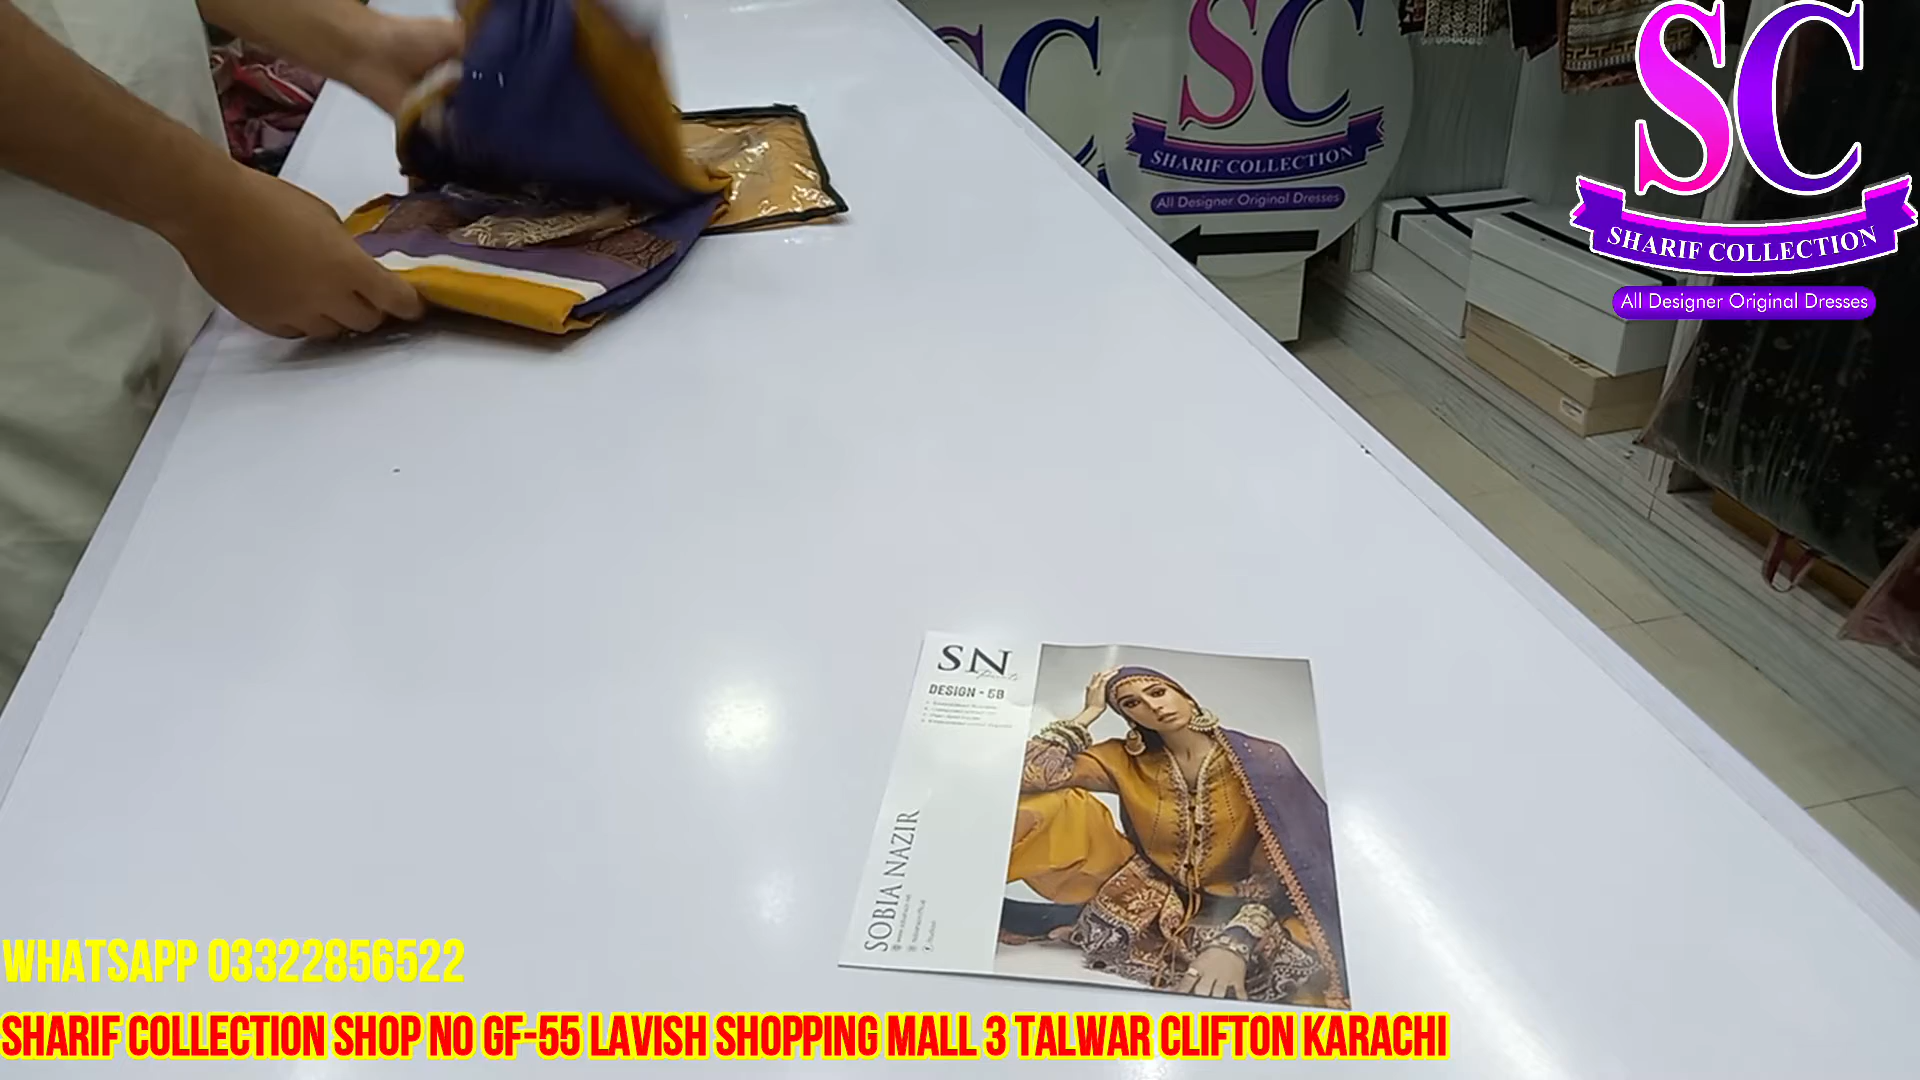 SC
SHARIF COLLECTION
All Designer Original Dresses
C
SC
SHARIF COLLECTION
All Designer Original Dresses
SN
DESIGN - 5B
SOBIA NAZIR
WHATSAPP 03322856522
SHARIF COLLECTION SHOP NO GF-55 LAVISH SHOPPING MALL 3 TALWAR CLIFTON KARACHI